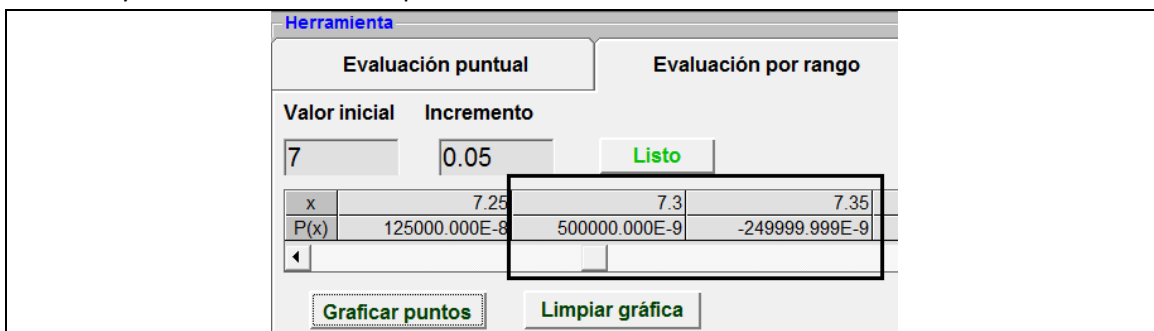 Herramienta
Evaluación puntual Evaluación por rango
Valor inicial Incremento
7 0.05 Listo
x 7.25 7.3 7.35
P(x) 125000.000E-8 500000.000E-9 -249999.999E-9
Graficar puntos Limpiar gráfica